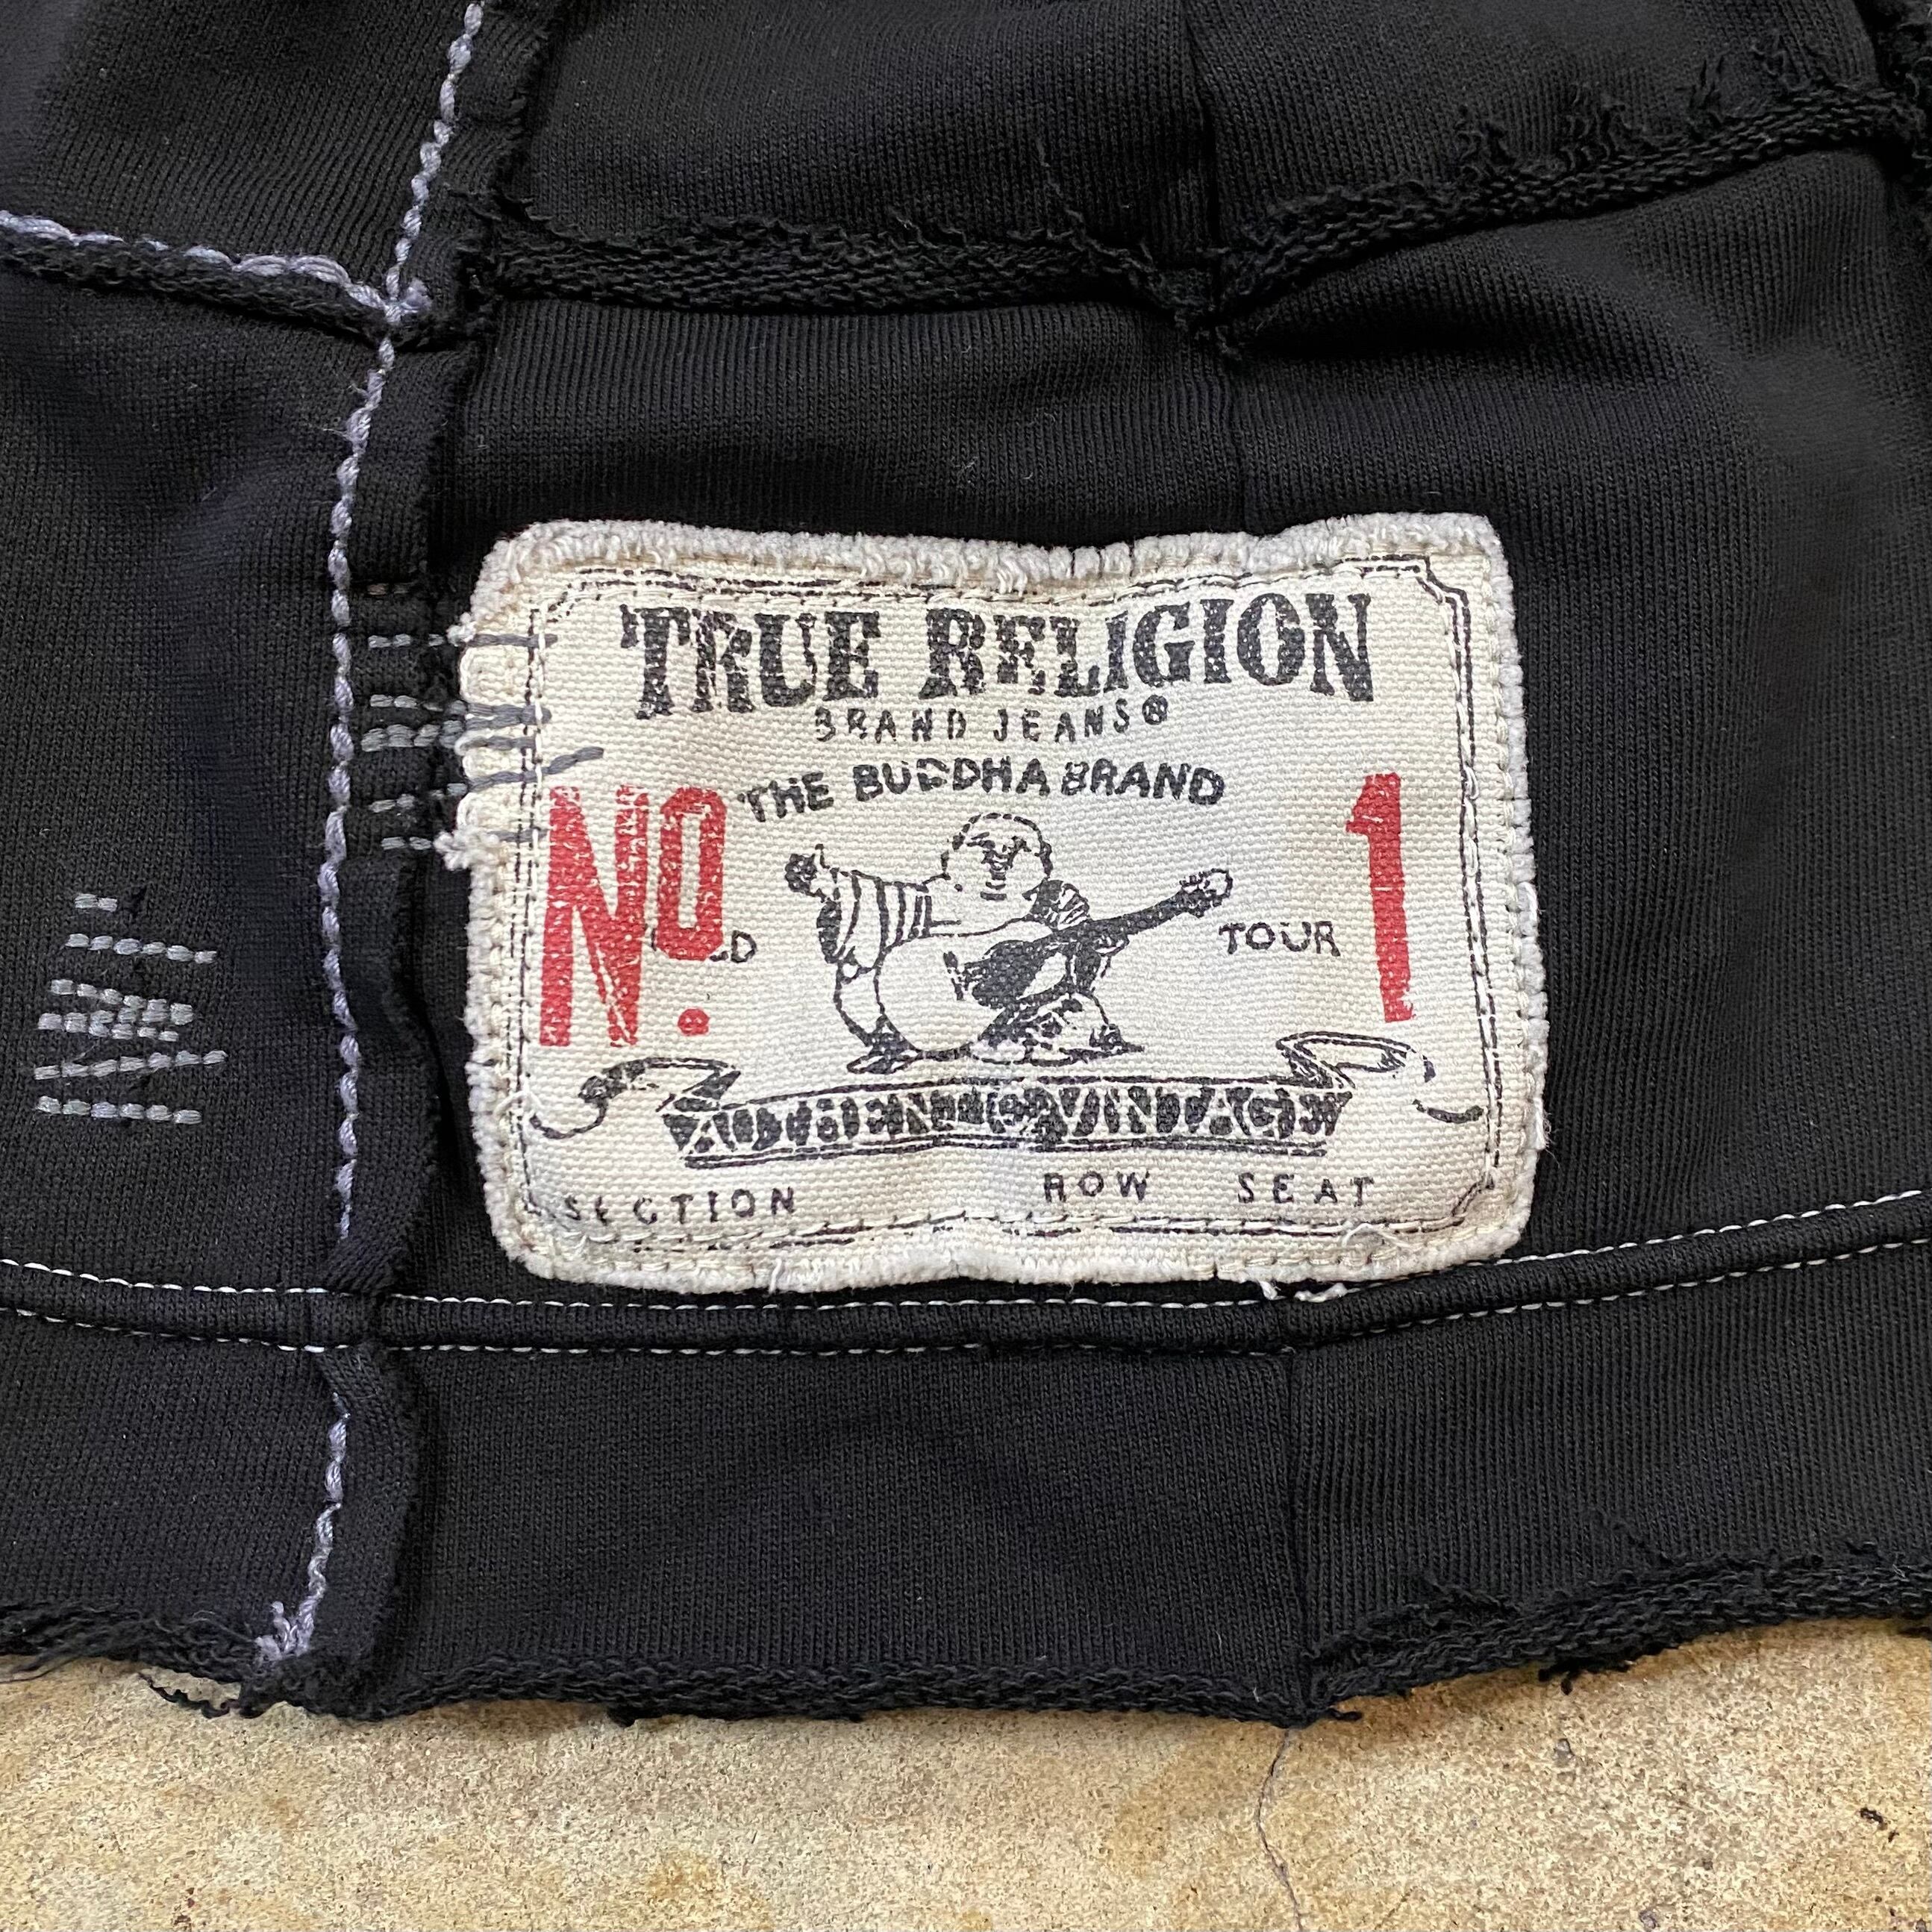 TRUE RELIGION
BRAND JEANS®
THE BUDDHA BRAND
No. 1
TOUR
SECTION ROW SEAT